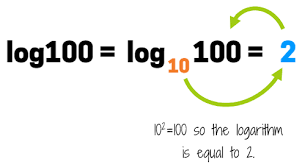 log100 = log₁₀100 = 2
10²=100 so the logarithm
is equal to 2.